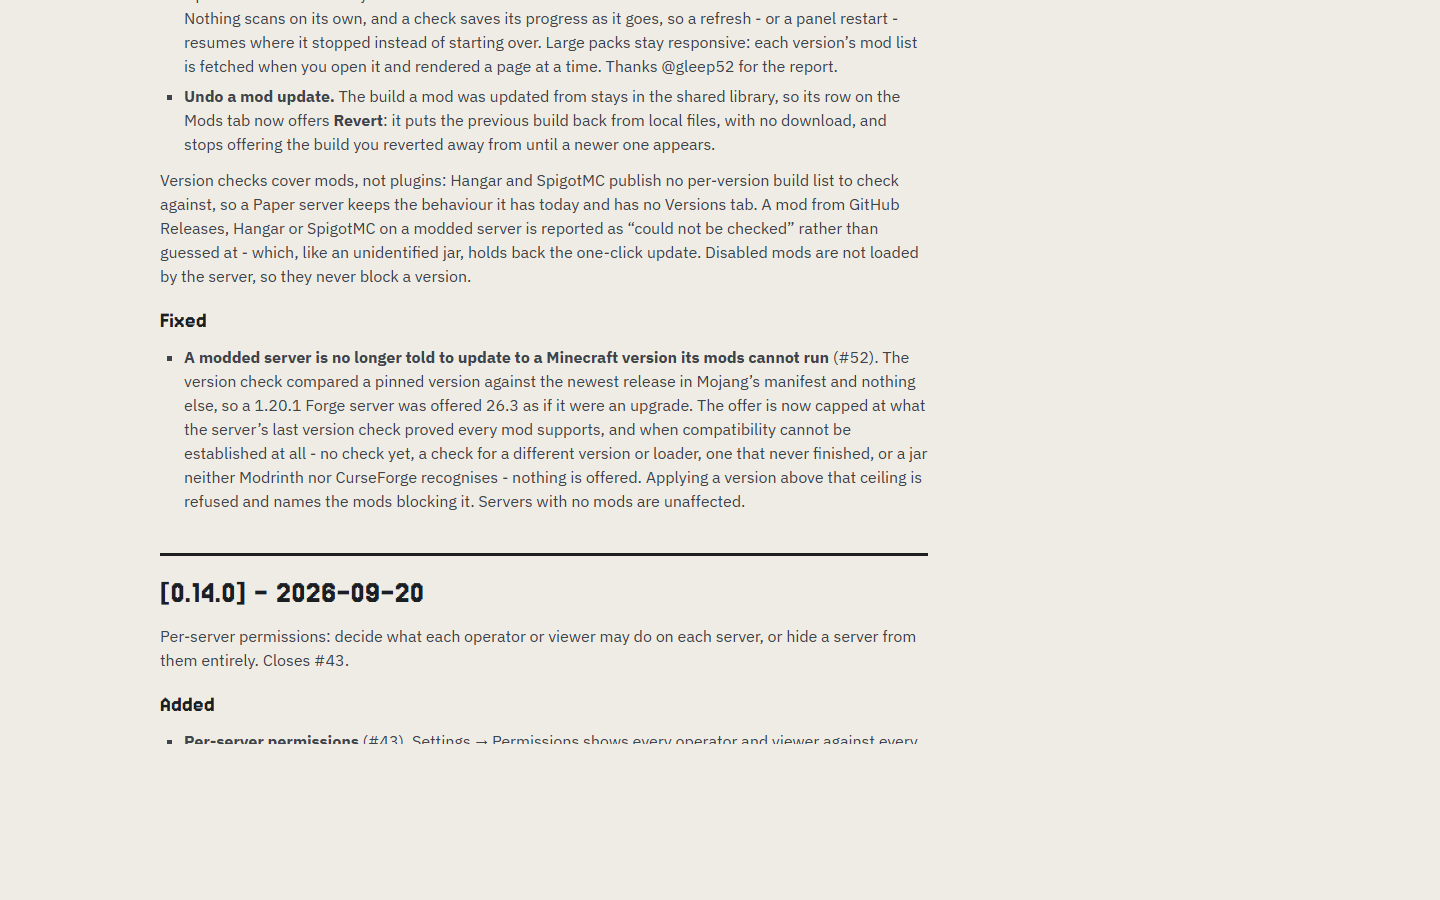 Nothing scans on its own, and a check saves its progress as it goes, so a refresh - or a panel restart -
resumes where it stopped instead of starting over. Large packs stay responsive: each version’s mod list
is fetched when you open it and rendered a page at a time. Thanks @gleep52 for the report.
Undo a mod update. The build a mod was updated from stays in the shared library, so its row on the
Mods tab now offers Revert: it puts the previous build back from local files, with no download, and
stops offering the build you reverted away from until a newer one appears.
Version checks cover mods, not plugins: Hangar and SpigotMC publish no per-version build list to check
against, so a Paper server keeps the behaviour it has today and has no Versions tab. A mod from GitHub
Releases, Hangar or SpigotMC on a modded server is reported as “could not be checked” rather than
guessed at - which, like an unidentified jar, holds back the one-click update. Disabled mods are not loaded
by the server, so they never block a version.
Fixed
A modded server is no longer told to update to a Minecraft version its mods cannot run (#52). The
version check compared a pinned version against the newest release in Mojang’s manifest and nothing
else, so a 1.20.1 Forge server was offered 26.3 as if it were an upgrade. The offer is now capped at what
the server’s last version check proved every mod supports, and when compatibility cannot be
established at all - no check yet, a check for a different version or loader, one that never finished, or a jar
neither Modrinth nor CurseForge recognises - nothing is offered. Applying a version above that ceiling is
refused and names the mods blocking it. Servers with no mods are unaffected.
[0.14.0] - 2026-09-20
Per-server permissions: decide what each operator or viewer may do on each server, or hide a server from
them entirely. Closes #43.
Added
Per-server permissions (#43). Settings → Permissions shows every operator and viewer against every